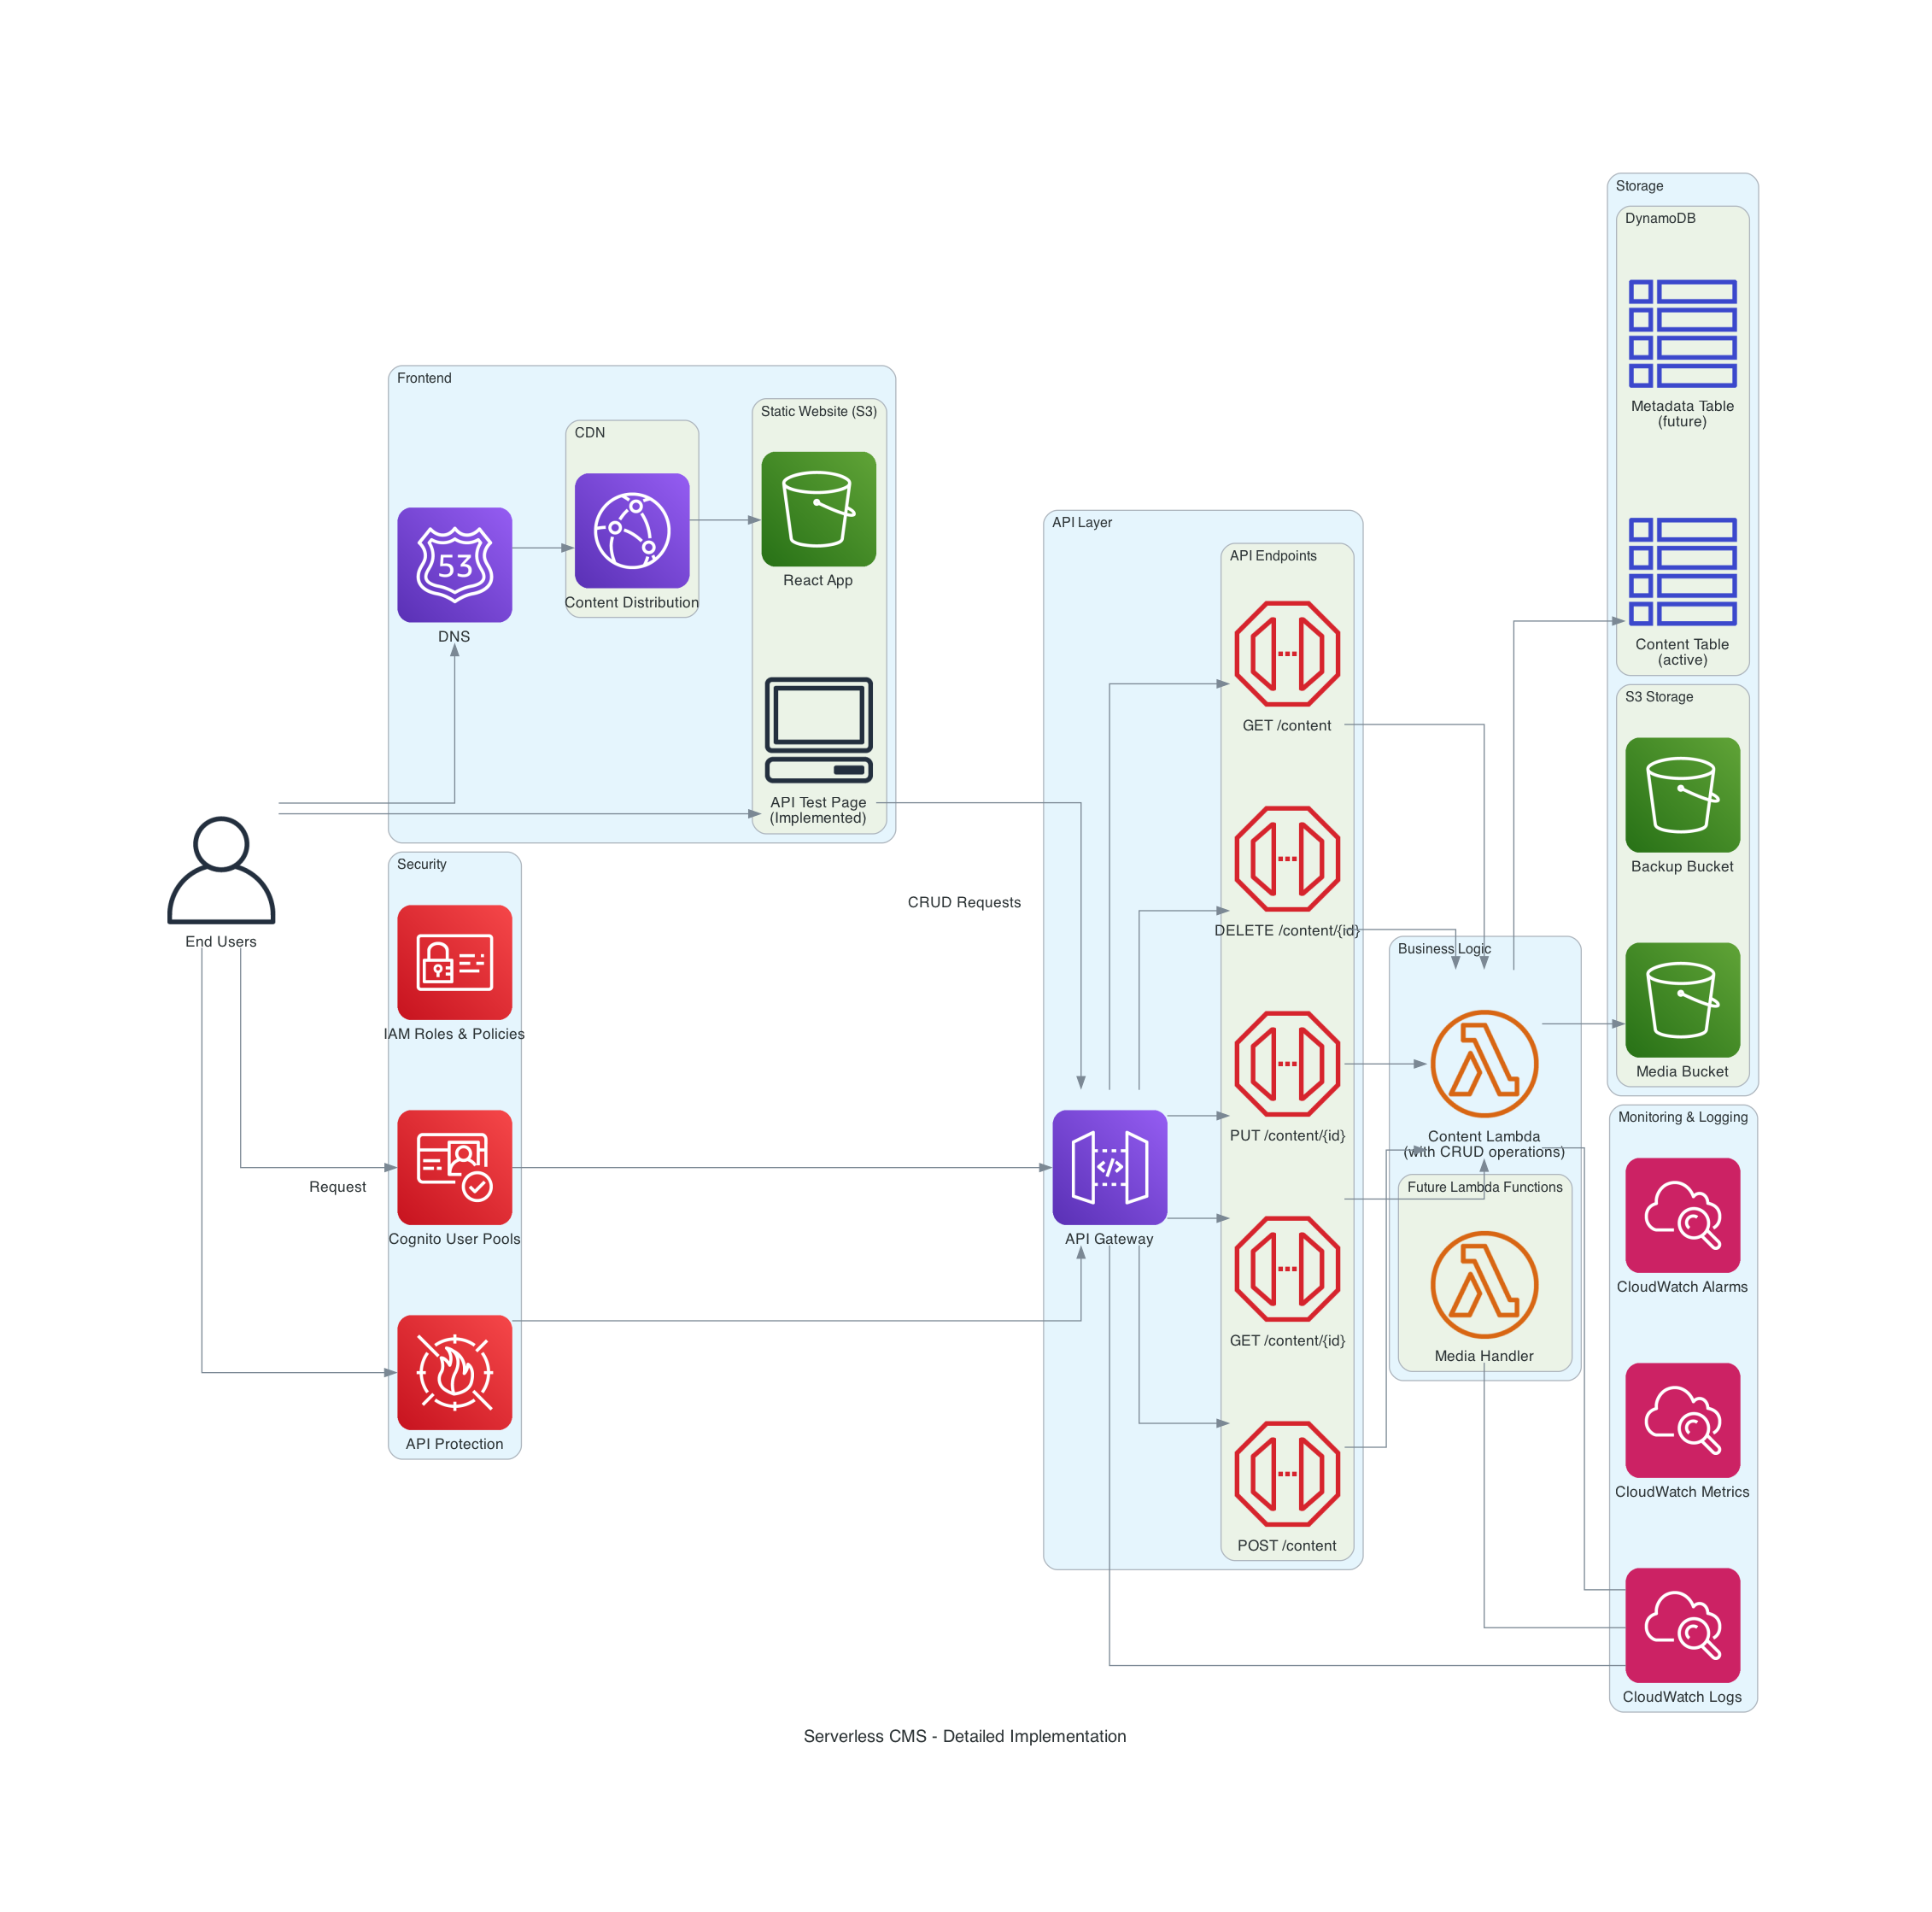 Storage
DynamoDB
Metadata Table
(future)
Content Table
(active)
S3 Storage
Backup Bucket
Media Bucket
Frontend
CDN
Static Website (S3)
53
DNS
Content Distribution
React App
API Test Page
(Implemented)
End Users
Security
IAM Roles & Policies
Cognito User Pools
API Protection
Request
CRUD Requests
API Layer
API Endpoints
GET /content
DELETE /content/{id}
PUT /content/{id}
API Gateway
GET /content/{id}
POST /content
Business Logic
Content Lambda
(with CRUD operations)
Future Lambda Functions
Media Handler
Monitoring & Logging
CloudWatch Alarms
CloudWatch Metrics
CloudWatch Logs
Serverless CMS - Detailed Implementation